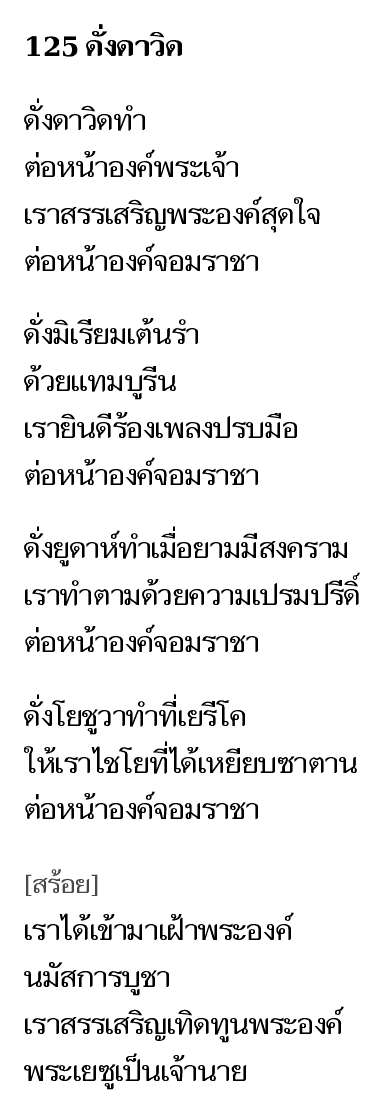 125 ดั่งดาวิด
ดั่งดาวิดทำ
ต่อหน้าองค์พระเจ้า
เราสรรเสริญพระองค์สุดใจ
ต่อหน้าองค์จอมราชา
ดั่งมิเรียมเต้นรำ
ด้วยแทมบูรีน
เรายินดีร้องเพลงปรบมือ
ต่อหน้าองค์จอมราชา
ดั่งยูดาห์ทำเมื่อยามมีสงคราม
เราทำตามด้วยความเปรมปรีดิ์
ต่อหน้าองค์จอมราชา
ดั่งโยชูวาทำที่เยรีโค
ให้เราไชโยที่ได้เหยียบซาตาน
ต่อหน้าองค์จอมราชา
[สร้อย]
เราได้เข้ามาเฝ้าพระองค์
นมัสการบูชา
เราสรรเสริญเทิดทูนพระองค์
พระเยซูเป็นเจ้านาย